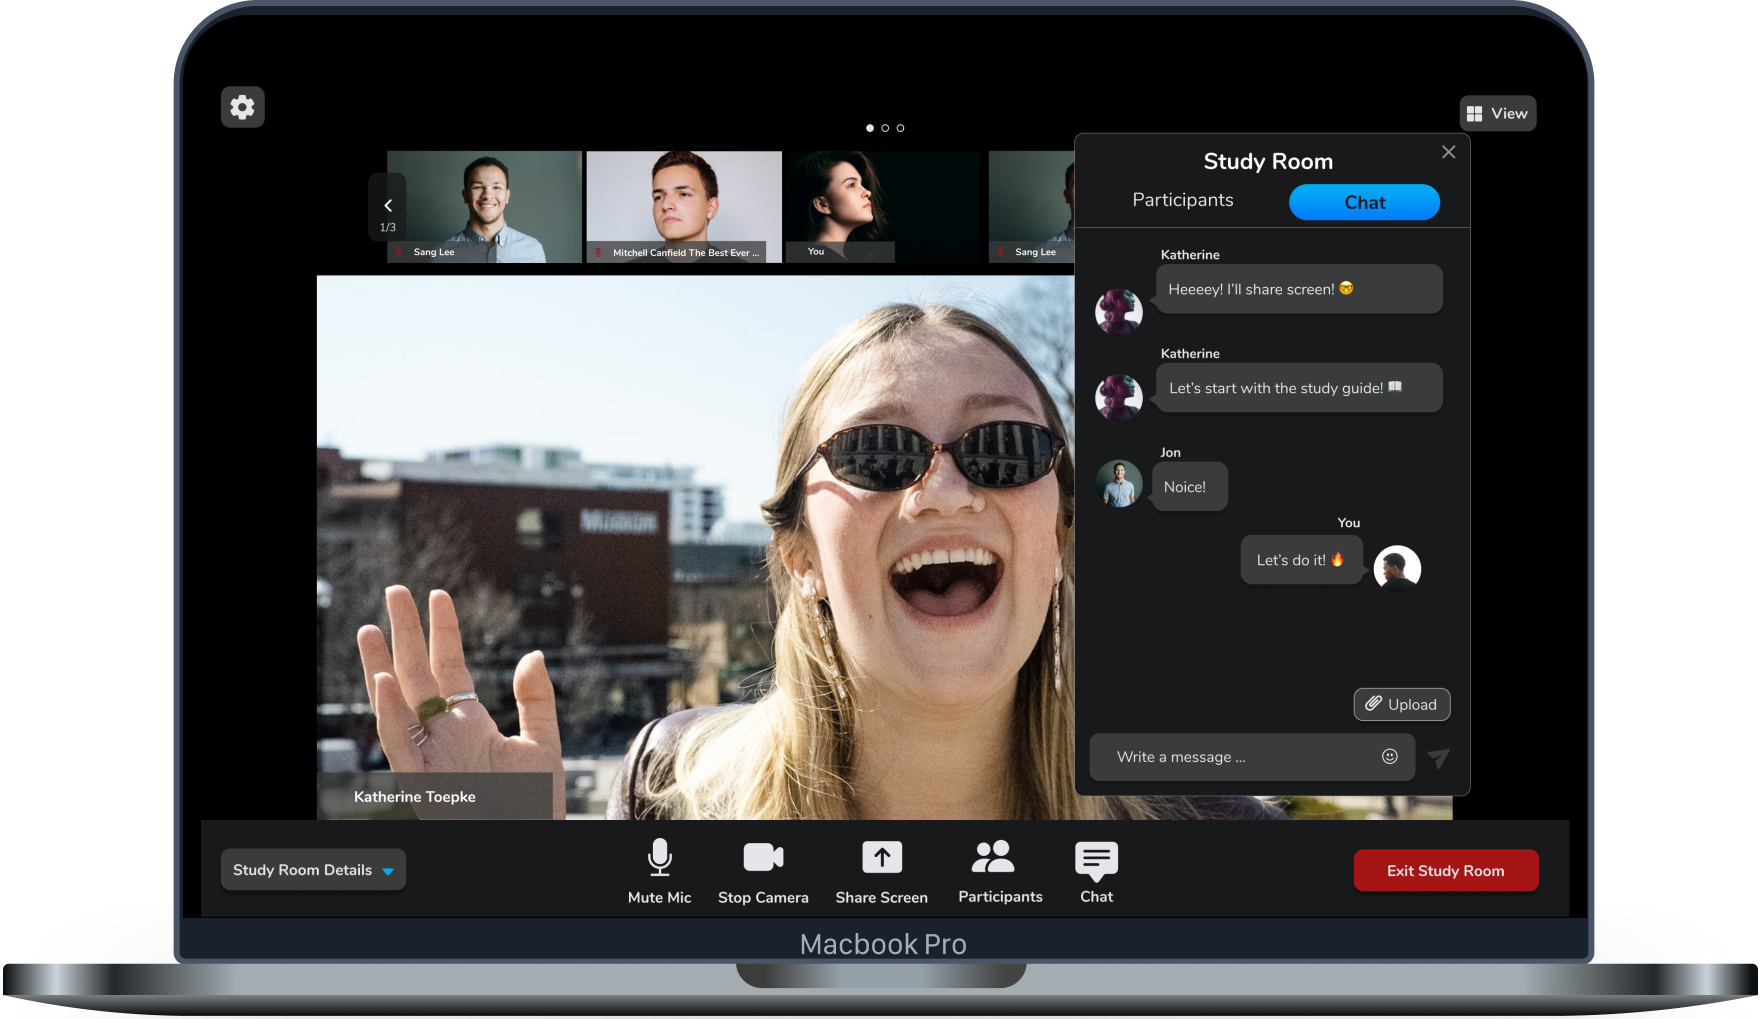 View
1/3
Sang Lee
Mitchell Canfield The Best Ever ...
You
Sang Lee
Study Room
Participants
Chat
Katherine
Heeeey! I'll share screen! 🤓
Katherine
Let's start with the study guide! 📖
Jon
Noice!
You
Let's do it! 🔥
Upload
Write a message ...
Museum
Katherine Toepke
Study Room Details
Mute Mic
Stop Camera
Share Screen
Participants
Chat
Exit Study Room
Macbook Pro